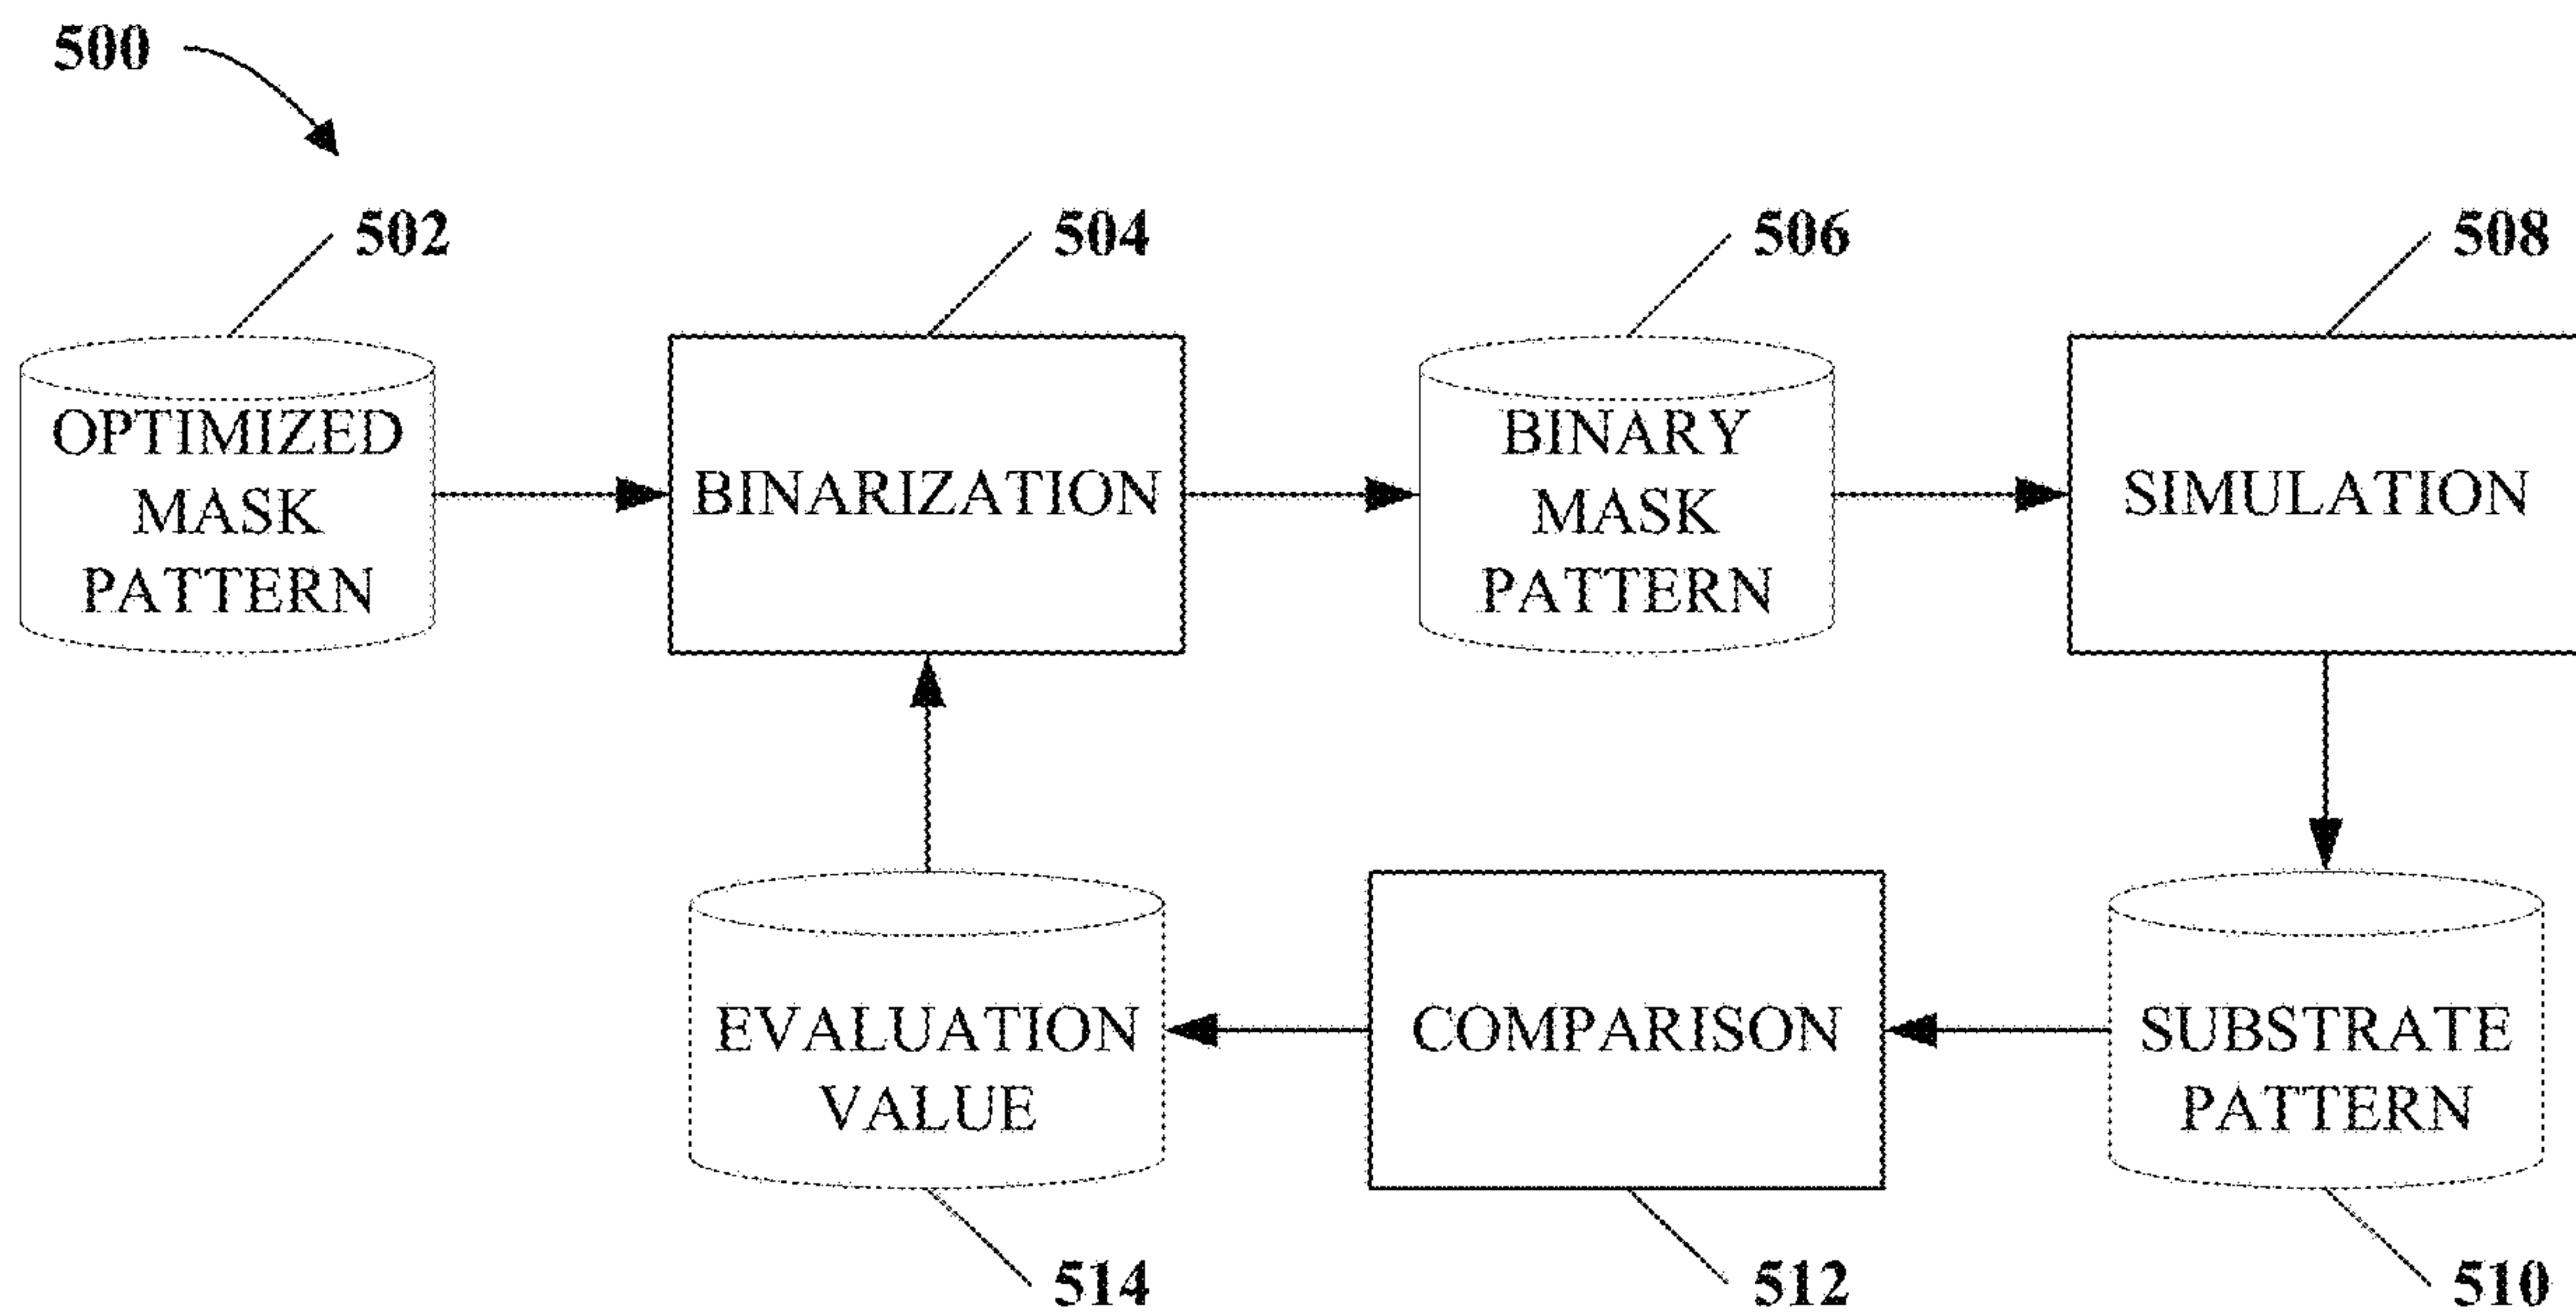 500
502
504
506
508
OPTIMIZED
MASK
PATTERN
BINARIZATION
BINARY
MASK
PATTERN
SIMULATION
EVALUATION
VALUE
COMPARISON
SUBSTRATE
PATTERN
514
512
510